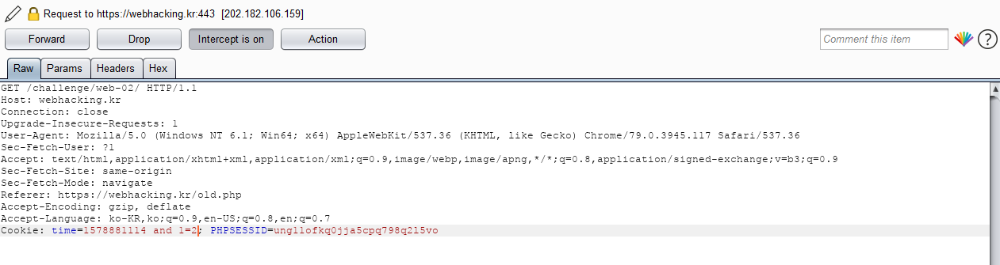 Request to https://webhacking.kr:443 [202.182.106.159]
Forward Drop Intercept is on Action Comment this item ?
Raw Params Headers Hex
GET /challenge/web-02/ HTTP/1.1
Host: webhacking.kr
Connection: close
Upgrade-Insecure-Requests: 1
User-Agent: Mozilla/5.0 (Windows NT 6.1; Win64; x64) AppleWebKit/537.36 (KHTML, like Gecko) Chrome/79.0.3945.117 Safari/537.36
Sec-Fetch-User: ?1
Accept: text/html,application/xhtml+xml,application/xml;q=0.9,image/webp,image/apng,*/*;q=0.8,application/signed-exchange;v=b3;q=0.9
Sec-Fetch-Site: same-origin
Sec-Fetch-Mode: navigate
Referer: https://webhacking.kr/old.php
Accept-Encoding: gzip, deflate
Accept-Language: ko-KR,ko;q=0.9,en-US;q=0.8,en;q=0.7
Cookie: time=1578881114 and 1=2; PHPSESSID=ung11ofkq0jja5cpq798q2l5vo